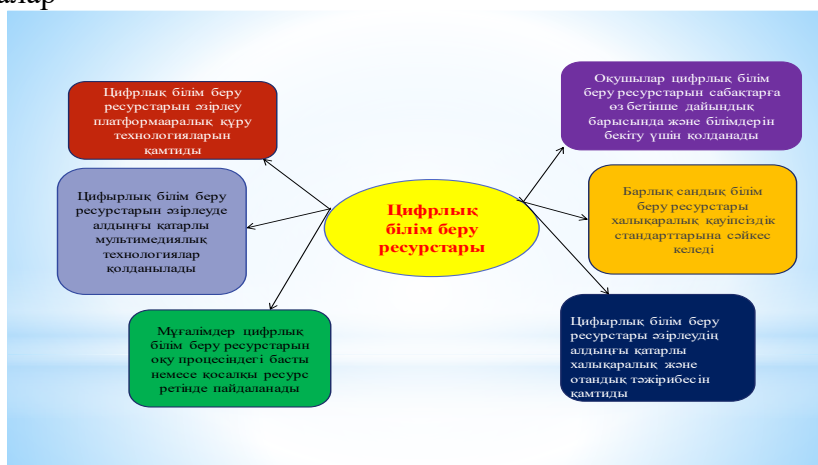 алар
Цифрлық білім беру
ресурстарын әзірлеу
платформааралық құру
технологияларын
қамтиды
Цифырлық білім беру
ресурстарын әзірлеуде
алдыңғы қатарлы
мультимедиялық
технологиялар
қолданылады
Мұғалімдер цифрлық
білім беру ресурстарын
оқу процесіндегі басты
немесе қосалқы ресурс
ретінде пайдаланады
Цифрлық
білім беру
ресурстары
Оқушылар цифрлық білім
беру ресурстарын сабақтарға
өз бетінше дайындық
барысында және білімдерін
бекіту үшін қолданады
Барлық сандық білім
беру ресурстары
халықаралық қауіпсіздік
стандарттарына сәйкес
келеді
Цифырлық білім беру
ресурстары әзірлеудің
алдыңғы қатарлы
халықаралық және
отандық тәжірибесін
қамтиды